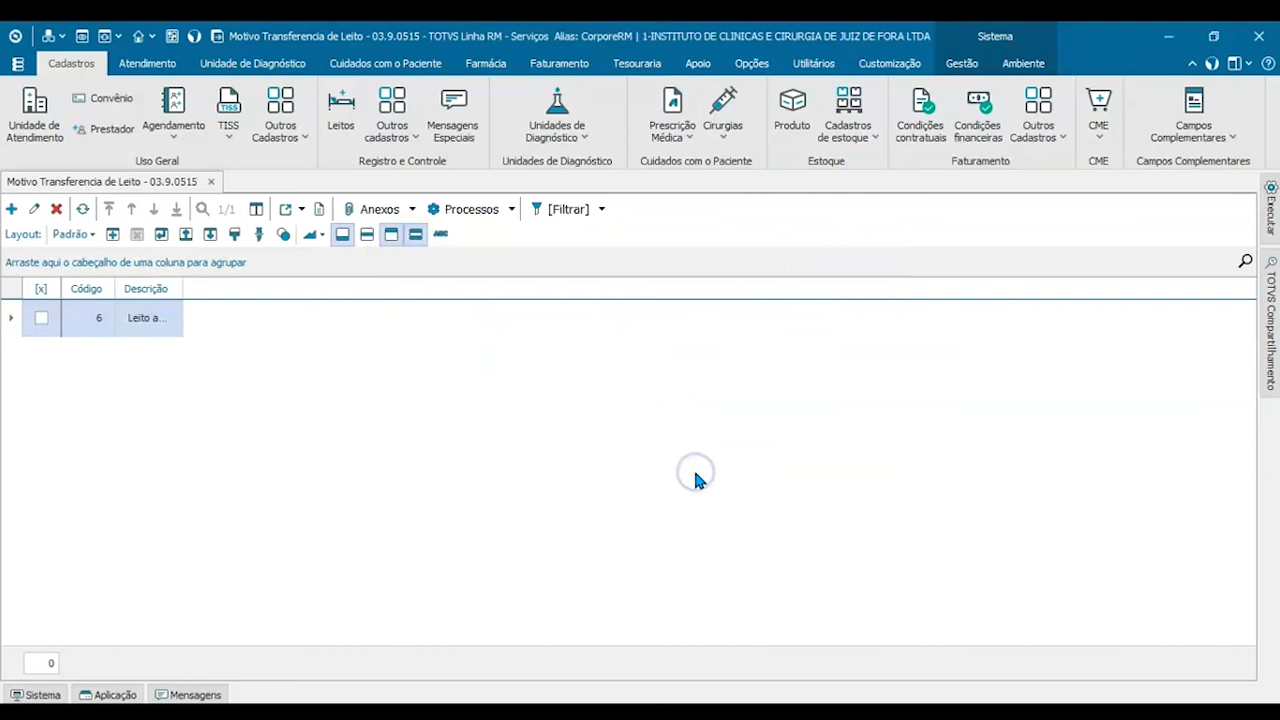 Motivo Transferencia de Leito - 03.9.0515 - TOTVS Linha RM - Serviços Alias: CorporeRM | 1-INSTITUTO DE CLINICAS E CIRURGIA DE JUIZ DE FORA LTDA Sistema
Cadastros Atendimento Unidade de Diagnóstico Cuidados com o Paciente Farmácia Faturamento Tesouraria Apoio Opções Utilitários Customização Gestão Ambiente
Unidade de Atendimento
Convênio
Prestador
Agendamento
TISS
TISS
Outros Cadastros
Uso Geral
Leitos
Outros cadastros
Mensagens Especiais
Registro e Controle
Unidades de Diagnóstico
Unidades de Diagnóstico
Prescrição Médica
Cirurgias
Cuidados com o Paciente
Produto
Cadastros de estoque
Estoque
Condições contratuais
Condições financeiras
Outros Cadastros
Faturamento
CME
CME
Campos Complementares
Campos Complementares
Motivo Transferencia de Leito - 03.9.0515
1/1 Anexos Processos [Filtrar]
Layout: Padrão ABC
Arraste aqui o cabeçalho de uma coluna para agrupar
[x] Código Descrição
6 Leito a...
0
Sistema Aplicação Mensagens
Executar
TOTVS Compartilhamento